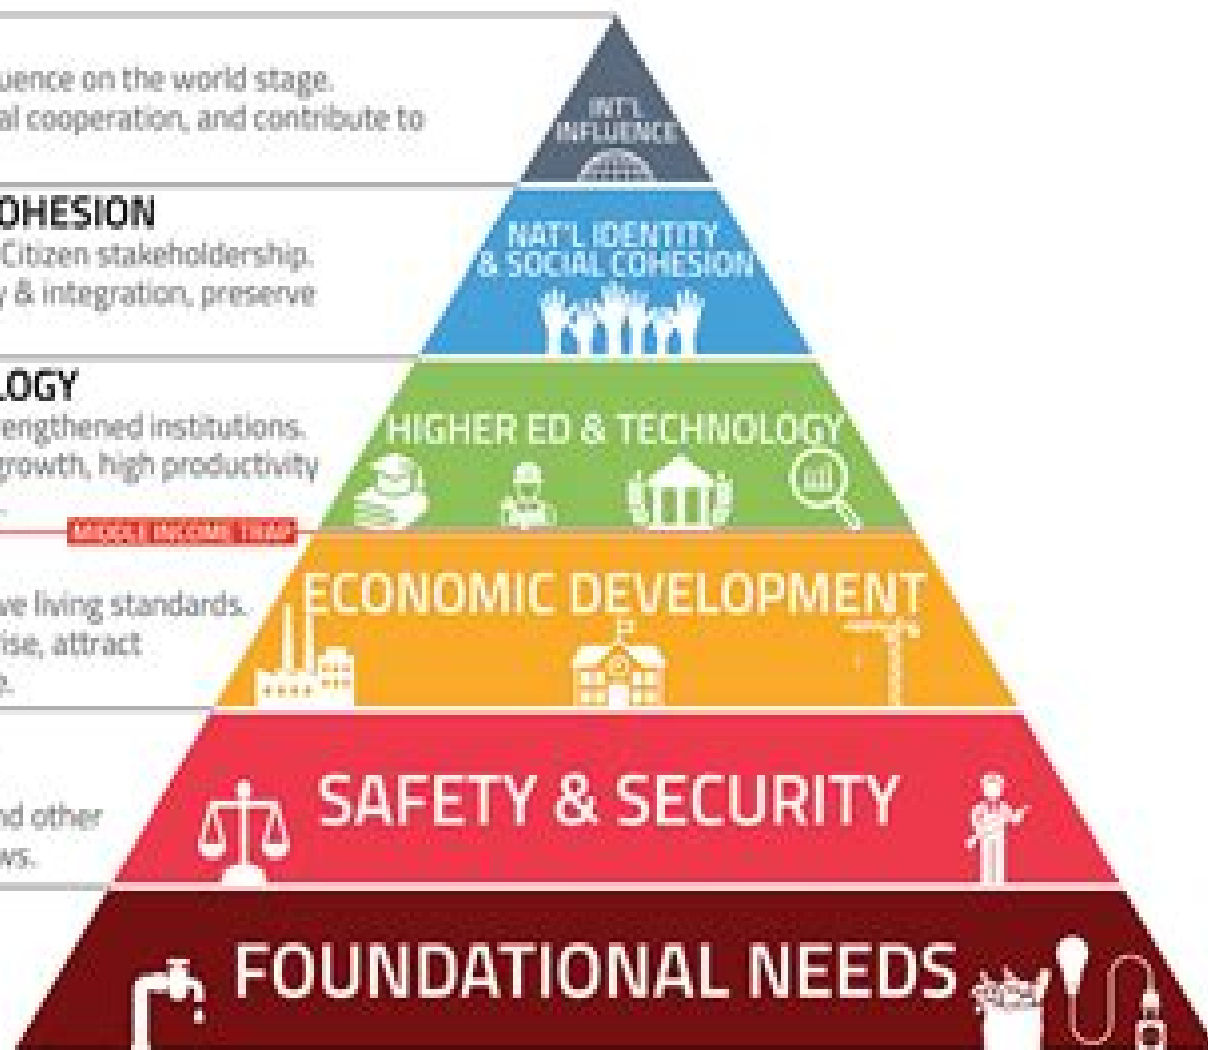 uence on the world stage.
al cooperation, and contribute to
INT'L
INFLUENCE
OHESION
Citizen stakeholdership.
y & integration, preserve
NAT'L IDENTITY
& SOCIAL COHESION
LOGY
rengthened institutions.
growth, high productivity
HIGHER ED & TECHNOLOGY
MIDDLE INCOME TRAP
ve living standards.
rise, attract
e.
ECONOMIC DEVELOPMENT
nd other
ws.
SAFETY & SECURITY
FOUNDATIONAL NEEDS